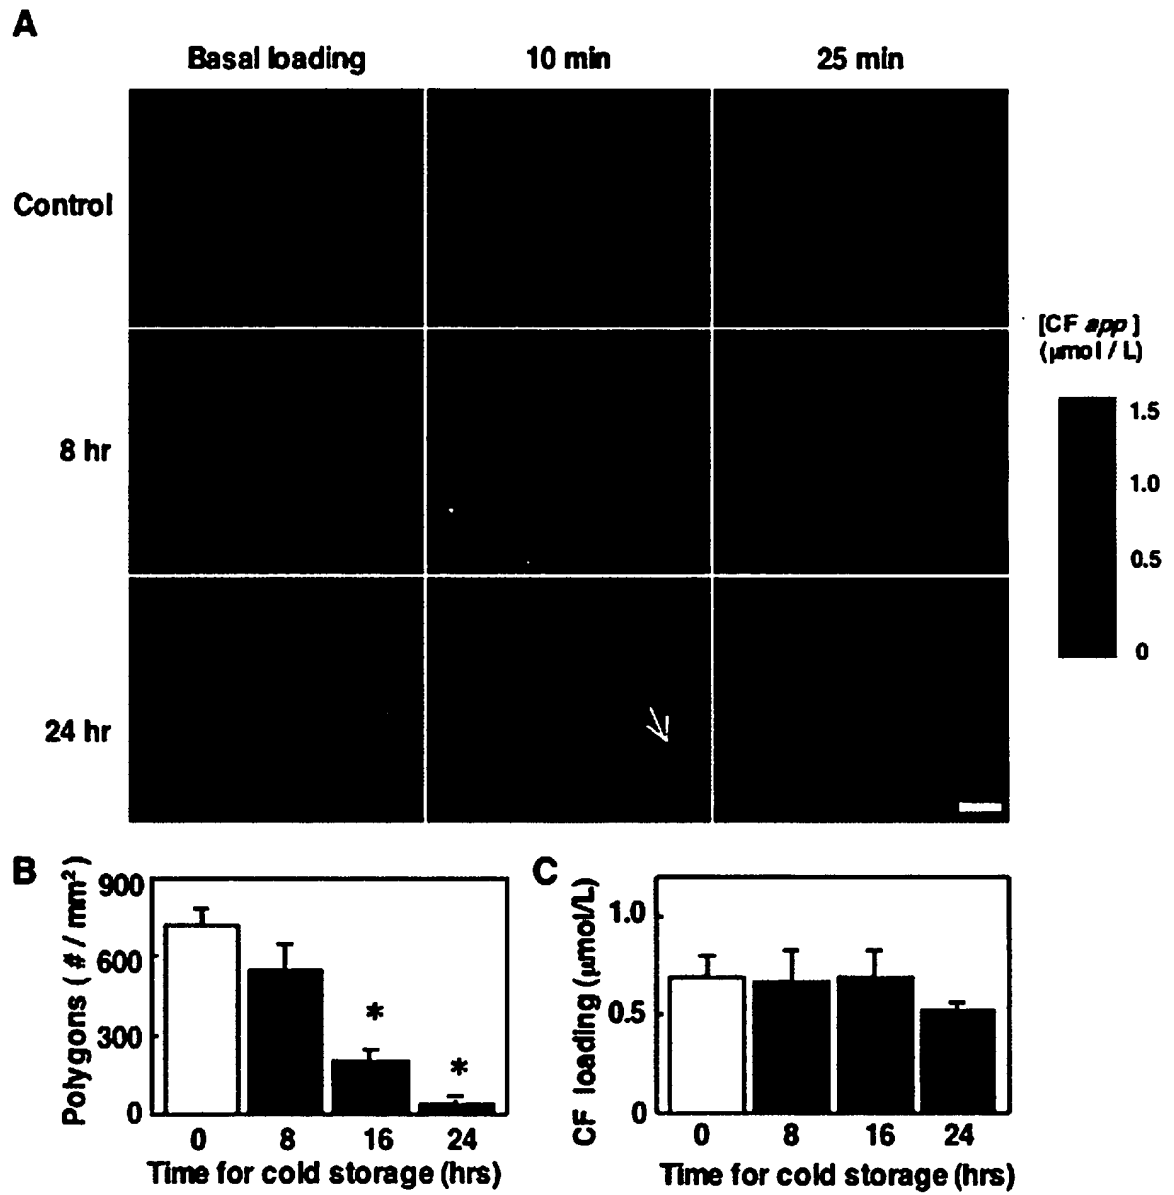 A
Basal loading 10 min 25 min
Control
8 hr
24 hr
[CF app]
(μmol / L)
1.5
1.0
0.5
0
B
Polygons ( # / mm²)
900
600
300
0
*
*
0 8 16 24
Time for cold storage (hrs)
C
CF loading (μmol/L)
1.0
0.5
0
0 8 16 24
Time for cold storage (hrs)